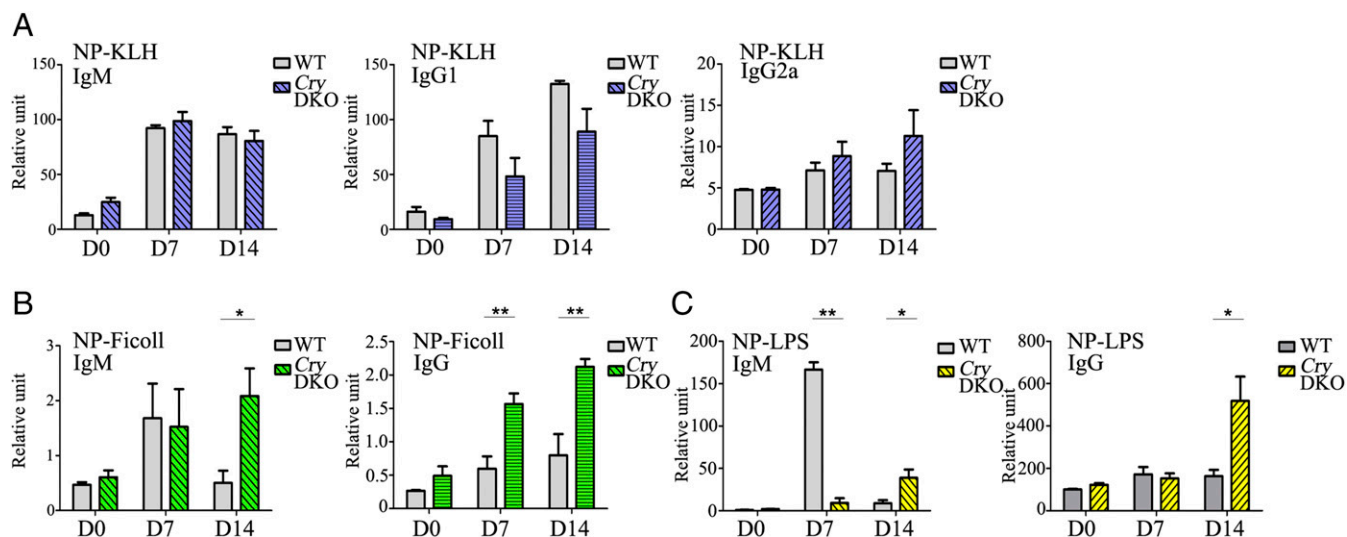 A
NP-KLH
IgM
WT
Cry
DKO
Relative unit
150
100
50
0
D0 D7 D14
NP-KLH
IgG1
WT
Cry
DKO
Relative unit
150
100
50
0
D0 D7 D14
NP-KLH
IgG2a
WT
Cry
DKO
Relative unit
20
15
10
5
0
D0 D7 D14
B
NP-Ficoll
IgM
*
WT
Cry
DKO
Relative unit
3
2
1
0
D0 D7 D14
NP-Ficoll
IgG
** **
WT
Cry
DKO
Relative unit
2.5
2.0
1.5
1.0
0.5
0.0
D0 D7 D14
C
NP-LPS
IgM
** *
WT
Cry
DKO
Relative unit
200
150
100
50
0
D0 D7 D14
NP-LPS
IgG
*
WT
Cry
DKO
Relative unit
800
600
400
200
0
D0 D7 D14